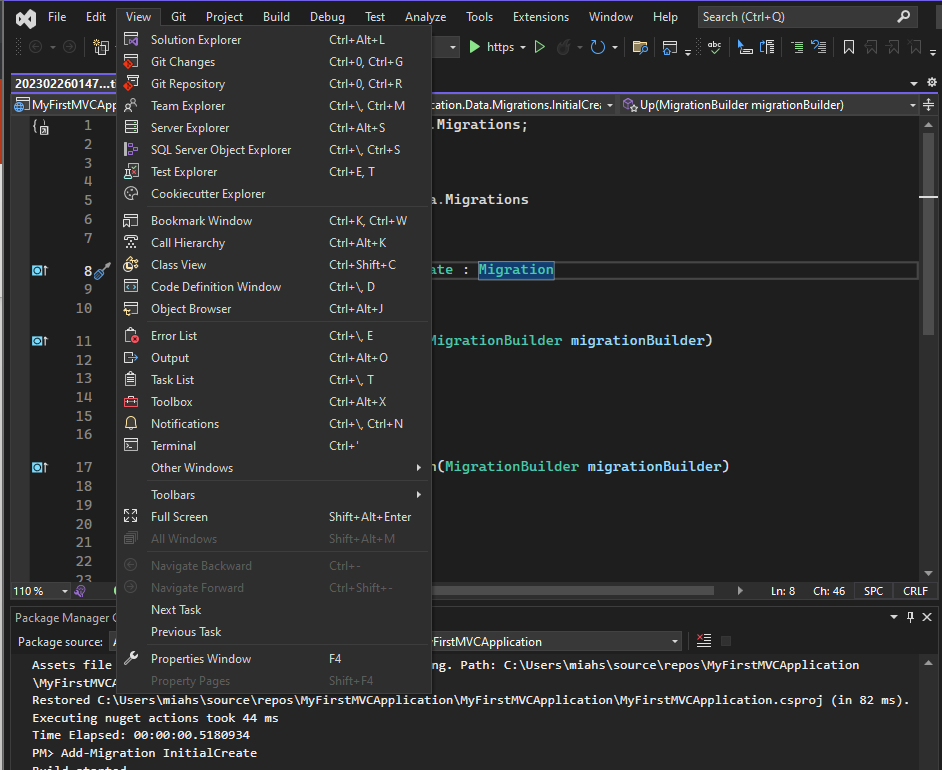 File Edit View Git Project Build Debug Test Analyze Tools Extensions Window Help Search (Ctrl+Q)
https
202302260147...t
MyFirstMVCApp
cation.Data.Migrations.InitialCrea
Up(MigrationBuilder migrationBuilder)
Solution Explorer Ctrl+Alt+L
Git Changes Ctrl+0, Ctrl+G
Git Repository Ctrl+0, Ctrl+R
Team Explorer Ctrl+\, Ctrl+M
Server Explorer Ctrl+Alt+S
SQL Server Object Explorer Ctrl+\, Ctrl+S
Test Explorer Ctrl+E, T
Cookiecutter Explorer
Bookmark Window Ctrl+K, Ctrl+W
Call Hierarchy Ctrl+Alt+K
Class View Ctrl+Shift+C
Code Definition Window Ctrl+\, D
Object Browser Ctrl+Alt+J
Error List Ctrl+\, E
Output Ctrl+Alt+O
Task List Ctrl+\, T
Toolbox Ctrl+Alt+X
Notifications Ctrl+\, Ctrl+N
Terminal Ctrl+'
Other Windows
Toolbars
Full Screen Shift+Alt+Enter
All Windows Shift+Alt+M
Navigate Backward Ctrl+-
Navigate Forward Ctrl+Shift+-
Next Task
Previous Task
Properties Window F4
Property Pages Shift+F4
1 .Migrations;
2
3
4
5 a.Migrations
6
7
8 ate : Migration
9
10
11 MigrationBuilder migrationBuilder)
12
13
14
15
16
17 n(MigrationBuilder migrationBuilder)
18
19
20
21
22
23
110 % Ln: 8 Ch: 46 SPC CRLF
Package Manager C
Package source: A
FirstMVCApplication
Assets file ng. Path: C:\Users\miahs\source\repos\MyFirstMVCApplication
\MyFirstMVCA
Restored C:\Users\miahs\source\repos\MyFirstMVCApplication\MyFirstMVCApplication\MyFirstMVCApplication.csproj (in 82 ms).
Executing nuget actions took 44 ms
Time Elapsed: 00:00:00.5180934
PM> Add-Migration InitialCreate
Build started